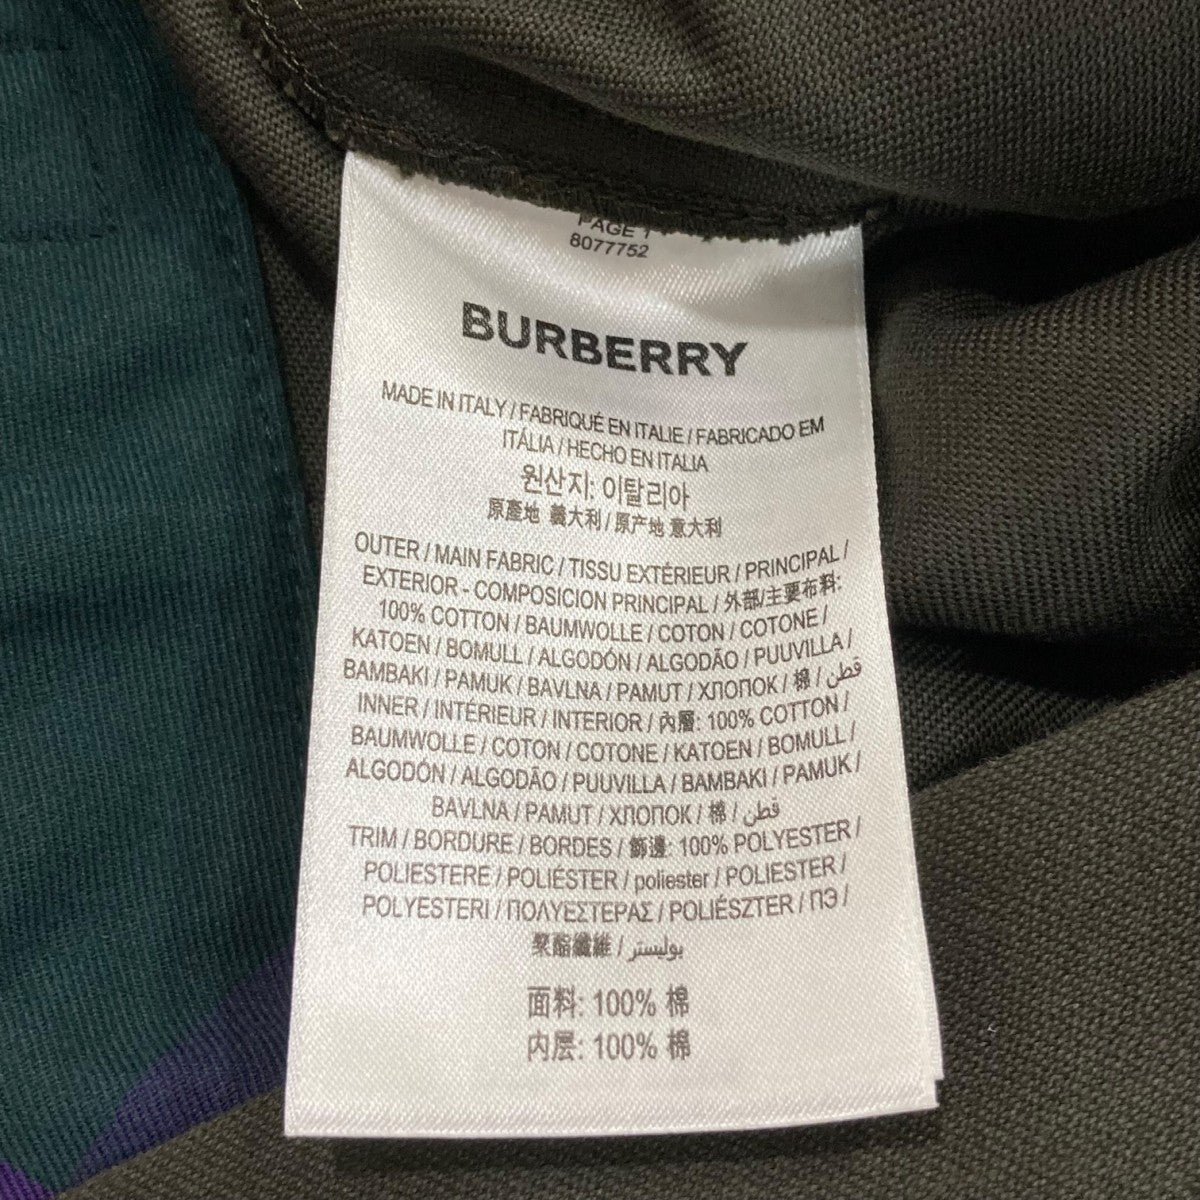 PAGE 1
8077752
BURBERRY
MADE IN ITALY / FABRIQUÉ EN ITALIE / FABRICADO EM
ITÁLIA / HECHO EN ITALIA
원산지: 이탈리아
原產地 義大利 / 原产地 意大利
OUTER / MAIN FABRIC / TISSU EXTÉRIEUR / PRINCIPAL /
EXTERIOR - COMPOSICION PRINCIPAL / 外部/主要布料:
100% COTTON / BAUMWOLLE / COTON / COTONE /
KATOEN / BOMULL / ALGODÓN / ALGODÃO / PUUVILLA /
BAMBAKI / PAMUK / BAVLNA / PAMUT / ХЛОПОК / 棉 / قطن
INNER / INTÉRIEUR / INTERIOR / 內層: 100% COTTON /
BAUMWOLLE / COTON / COTONE / KATOEN / BOMULL /
ALGODÓN / ALGODÃO / PUUVILLA / BAMBAKI / PAMUK /
BAVLNA / PAMUT / ХЛОПОК / 棉 / قطن
TRIM / BORDURE / BORDES / 飾邊: 100% POLYESTER /
POLIESTERE / POLIÉSTER / poliester / POLIESTER /
POLYESTERI / ΠΟΛΥΕΣΤΕΡΑΣ / POLIÉSZTER / ПЭ /
聚酯纖維 / بوليستر
面料: 100% 棉
内层: 100% 棉